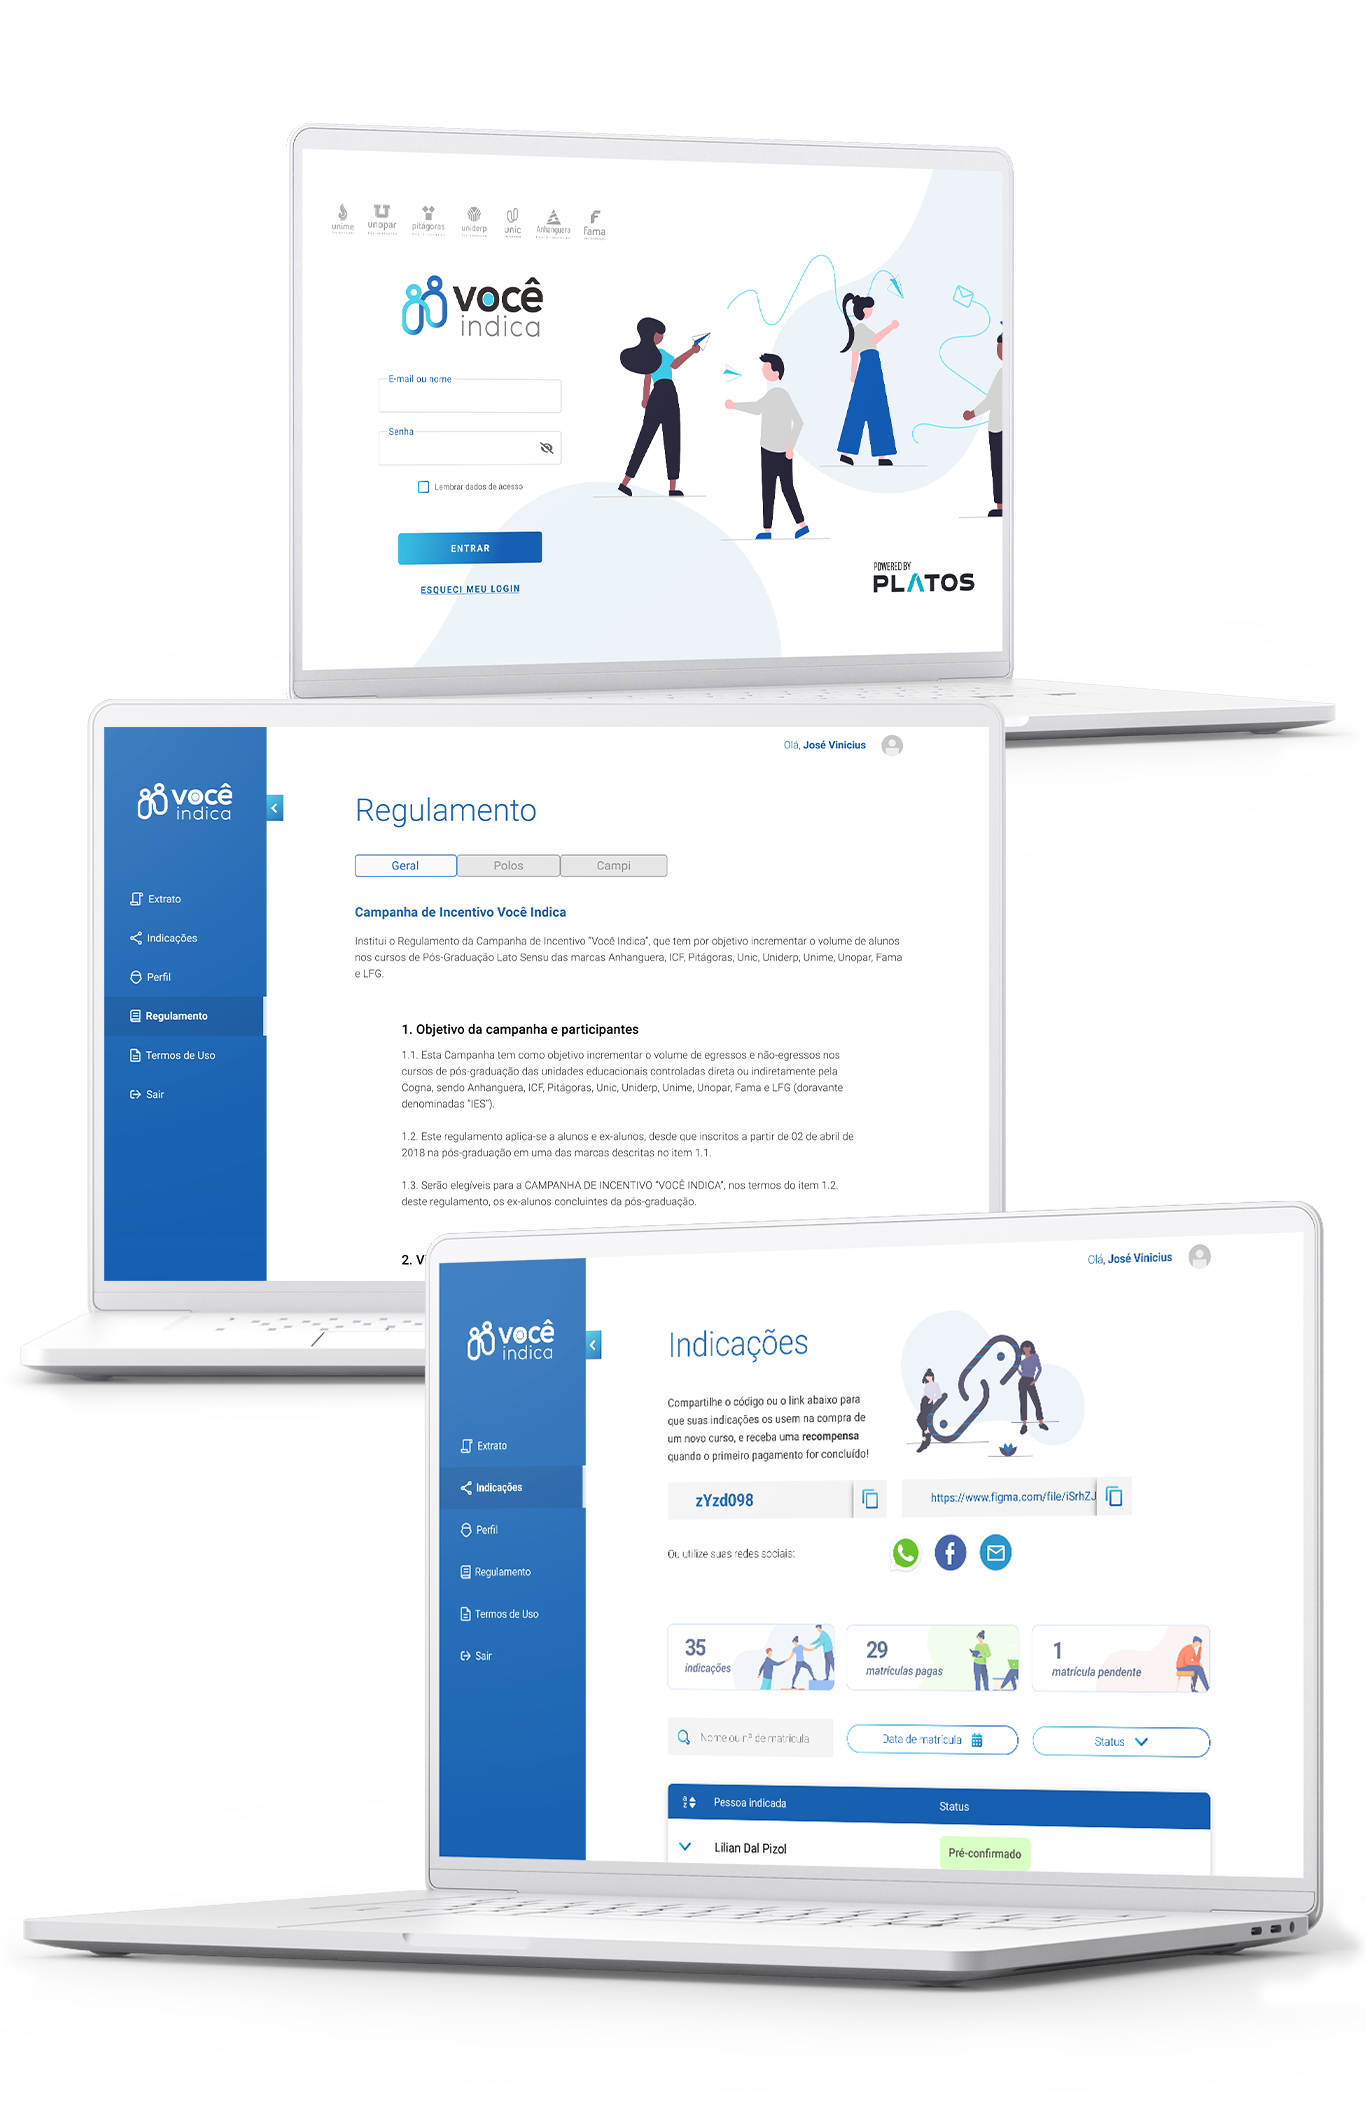 unime
unopar
pitágoras
uniderp
unic
Anhanguera
fama
você
indica
E-mail ou nome
Senha
Lembrar dados de acesso
ENTRAR
ESQUECI MEU LOGIN
POWERED BY
PLATOS
Olá, José Vinicius
você
indica
Regulamento
Geral
Polos
Campi
Extrato
Indicações
Perfil
Regulamento
Termos de Uso
Sair
Campanha de Incentivo Você Indica
Institui o Regulamento da Campanha de Incentivo “Você Indica”, que tem por objetivo incrementar o volume de alunos
nos cursos de Pós-Graduação Lato Sensu das marcas Anhanguera, ICF, Pitágoras, Unic, Uniderp, Unime, Unopar, Fama
e LFG.
1. Objetivo da campanha e participantes
1.1. Esta Campanha tem como objetivo incrementar o volume de egressos e não-egressos nos
cursos de pós-graduação das unidades educacionais controladas direta ou indiretamente pela
Cogna, sendo Anhanguera, ICF, Pitágoras, Unic, Uniderp, Unime, Unopar, Fama e LFG (doravante
denominadas “IES”).
1.2. Este regulamento aplica-se a alunos e ex-alunos, desde que inscritos a partir de 02 de abril de
2018 na pós-graduação em uma das marcas descritas no item 1.1.
1.3. Serão elegíveis para a CAMPANHA DE INCENTIVO “VOCÊ INDICA”, nos termos do item 1.2.
deste regulamento, os ex-alunos concluintes da pós-graduação.
2. V
Olá, José Vinicius
você
indica
Extrato
Indicações
Perfil
Regulamento
Termos de Uso
Sair
Indicações
Compartilhe o código ou o link abaixo para
que suas indicações os usem na compra de
um novo curso, e receba uma recompensa
quando o primeiro pagamento for concluído!
zYzd098
https://www.figma.com/file/iSrhZJ
Ou utilize suas redes sociais:
35
indicações
29
matrículas pagas
1
matrícula pendente
Nome ou nº de matrícula
Data de matrícula
Status
Pessoa indicada
Status
Lilian Dal Pizol
Pré-confirmado